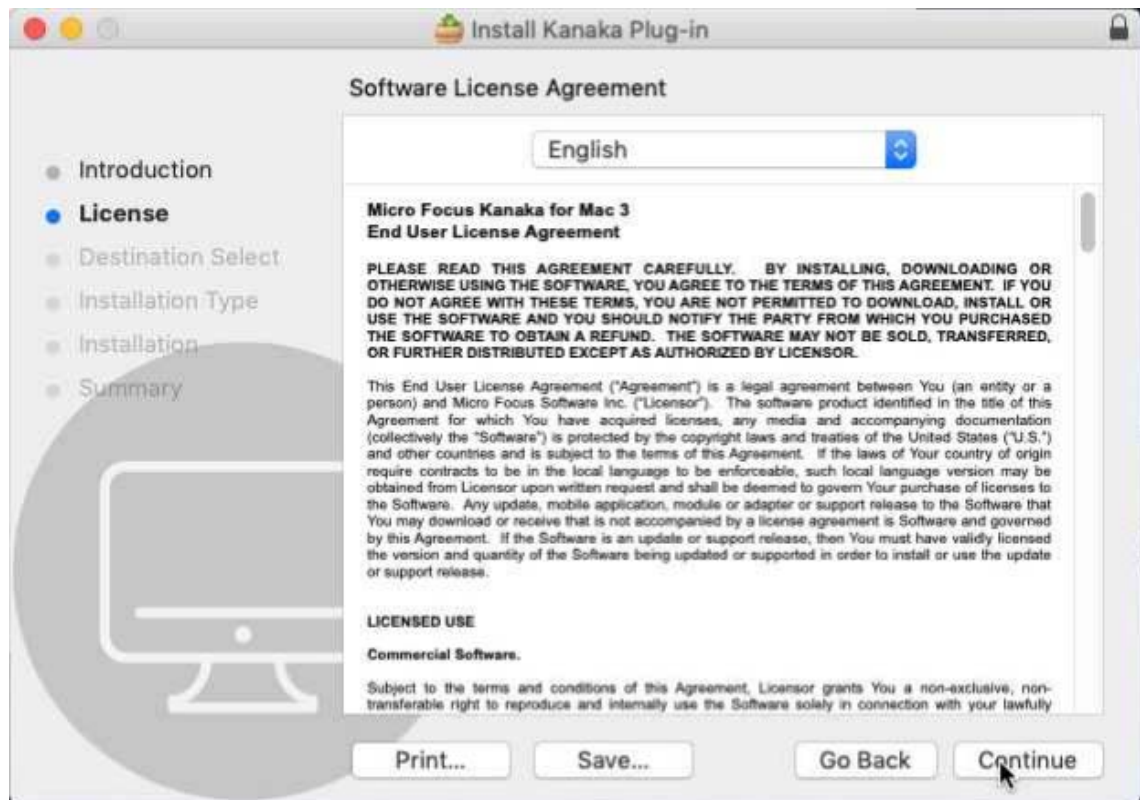 Install Kanaka Plug-in
Software License Agreement
English
Introduction
License
Destination Select
Installation Type
Installation
Summary
Micro Focus Kanaka for Mac 3
End User License Agreement
PLEASE READ THIS AGREEMENT CAREFULLY. BY INSTALLING, DOWNLOADING OR
OTHERWISE USING THE SOFTWARE, YOU AGREE TO THE TERMS OF THIS AGREEMENT. IF YOU
DO NOT AGREE WITH THESE TERMS, YOU ARE NOT PERMITTED TO DOWNLOAD, INSTALL OR
USE THE SOFTWARE AND YOU SHOULD NOTIFY THE PARTY FROM WHICH YOU PURCHASED
THE SOFTWARE TO OBTAIN A REFUND. THE SOFTWARE MAY NOT BE SOLD, TRANSFERRED,
OR FURTHER DISTRIBUTED EXCEPT AS AUTHORIZED BY LICENSOR.
This End User License Agreement ("Agreement") is a legal agreement between You (an entity or a
person) and Micro Focus Software Inc. ("Licensor"). The software product identified in the title of this
Agreement for which You have acquired licenses, any media and accompanying documentation
(collectively the "Software") is protected by the copyright laws and treaties of the United States ("U.S.")
and other countries and is subject to the terms of this Agreement. If the laws of Your country of origin
require contracts to be in the local language to be enforceable, such local language version may be
obtained from Licensor upon written request and shall be deemed to govern Your purchase of licenses to
the Software. Any update, mobile application, module or adapter or support release to the Software that
You may download or receive that is not accompanied by a license agreement is Software and governed
by this Agreement. If the Software is an update or support release, then You must have validly licensed
the version and quantity of the Software being updated or supported in order to install or use the update
or support release.
LICENSED USE
Commercial Software.
Subject to the terms and conditions of this Agreement, Licensor grants You a non-exclusive, non-
transferable right to reproduce and internally use the Software solely in connection with your lawfully
Print...
Save...
Go Back
Continue